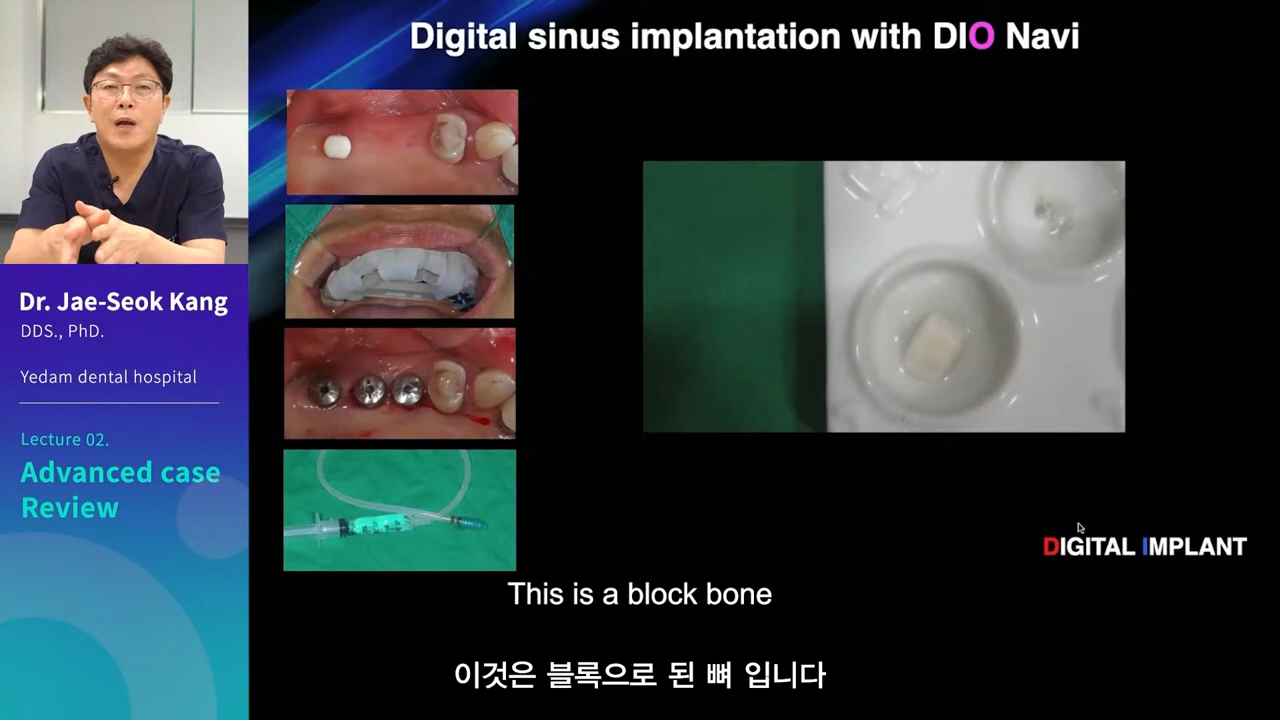 Digital sinus implantation with DIO Navi
Dr. Jae-Seok Kang
DDS., PhD.
Yedam dental hospital
Lecture 02.
Advanced case
Review
DIGITAL IMPLANT
This is a block bone
이것은 블록으로 된 뼈 입니다